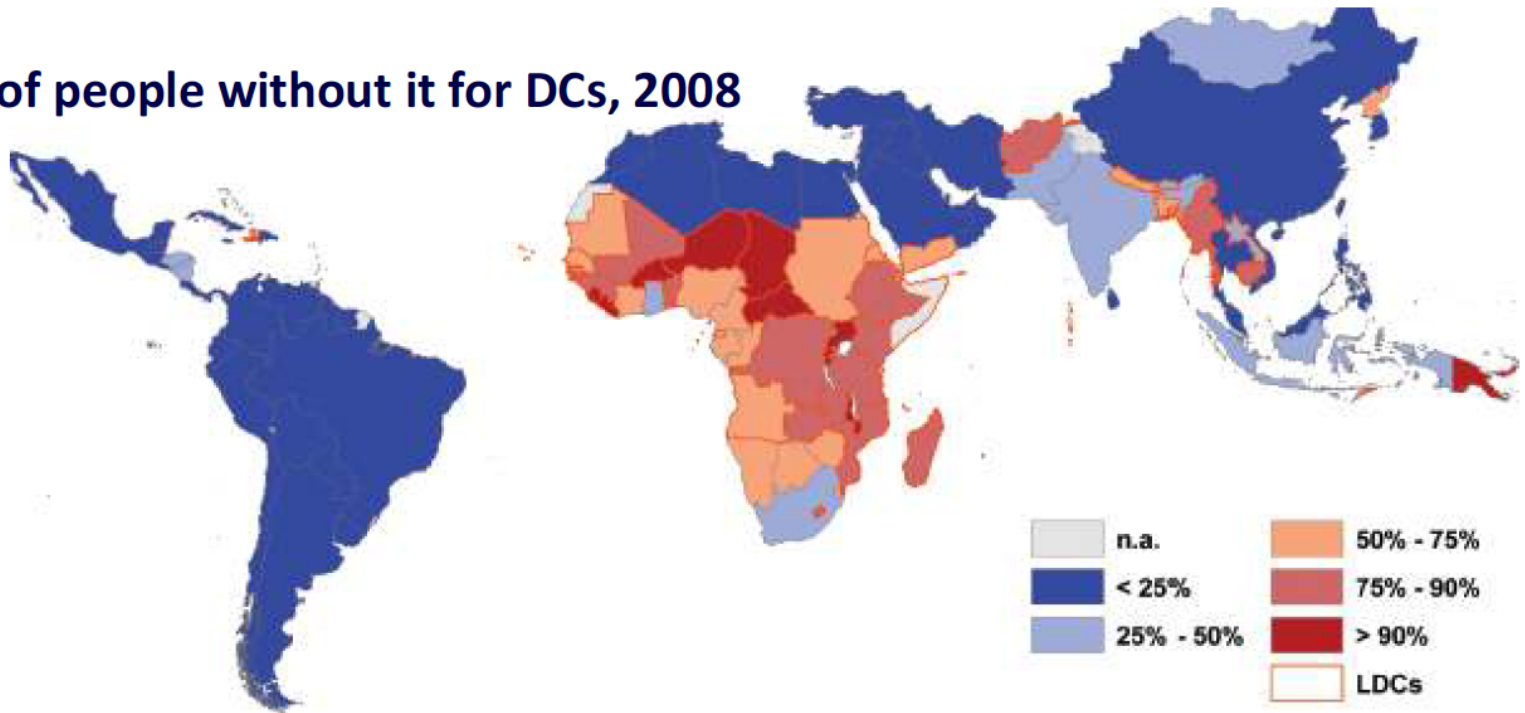 of people without it for DCs, 2008
n.a.
< 25%
25% - 50%
50% - 75%
75% - 90%
> 90%
LDCs